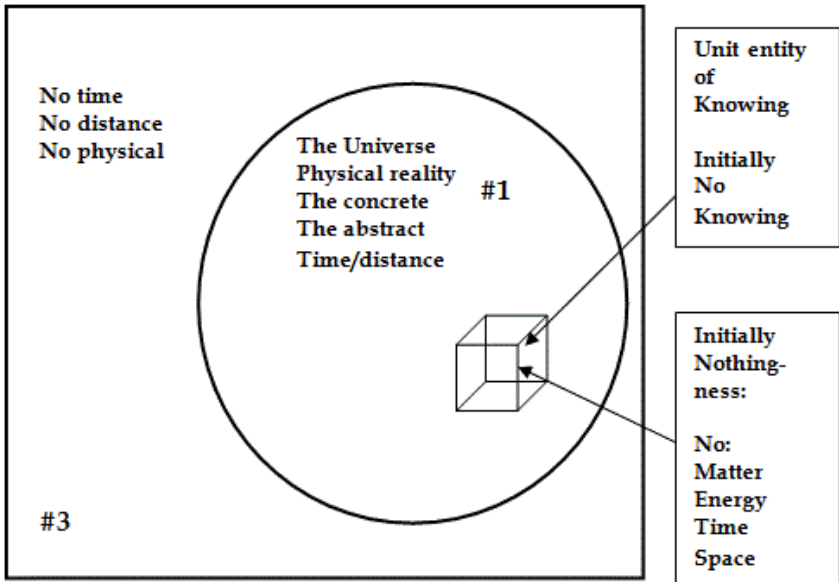 No time
No distance
No physical
The Universe
Physical reality
The concrete
The abstract
Time/distance
#1
#3
Unit entity
of
Knowing
Initially
No
Knowing
Initially
Nothing-
ness:
No:
Matter
Energy
Time
Space